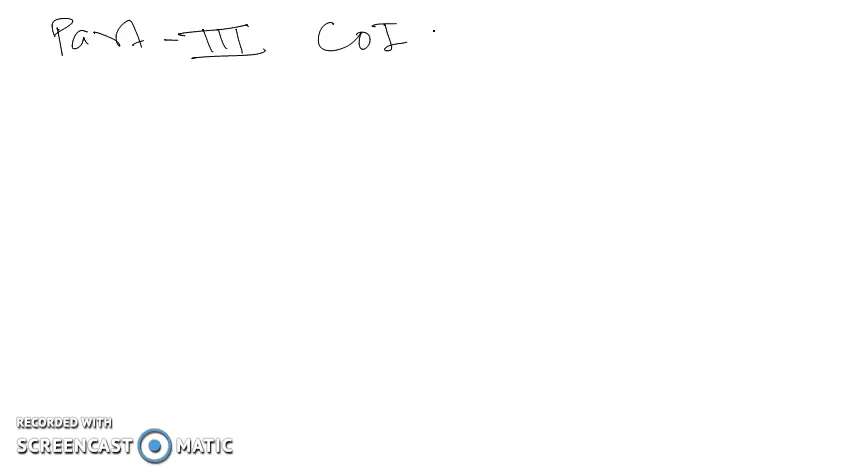 Part - III CoI .
RECORDED WITH
SCREENCAST MATIC